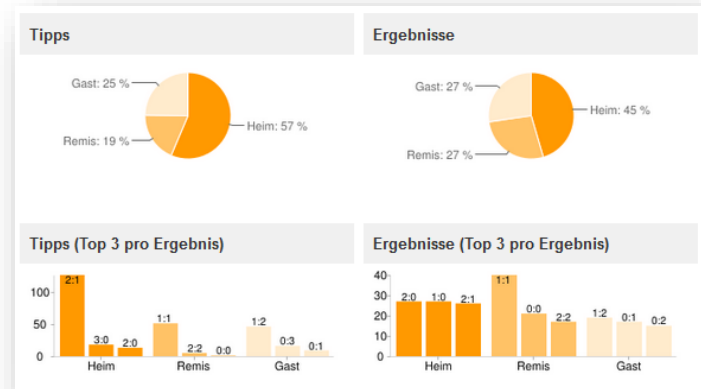 Tipps
Gast: 25 %
Heim: 57 %
Remis: 19 %
Ergebnisse
Gast: 27 %
Heim: 45 %
Remis: 27 %
Tipps (Top 3 pro Ergebnis)
100
50
0
2:1
3:0
2:0
1:1
2:2
0:0
1:2
0:3
0:1
Heim
Remis
Gast
Ergebnisse (Top 3 pro Ergebnis)
40
30
20
10
0
2:0
1:0
2:1
1:1
0:0
2:2
1:2
0:1
0:2
Heim
Remis
Gast